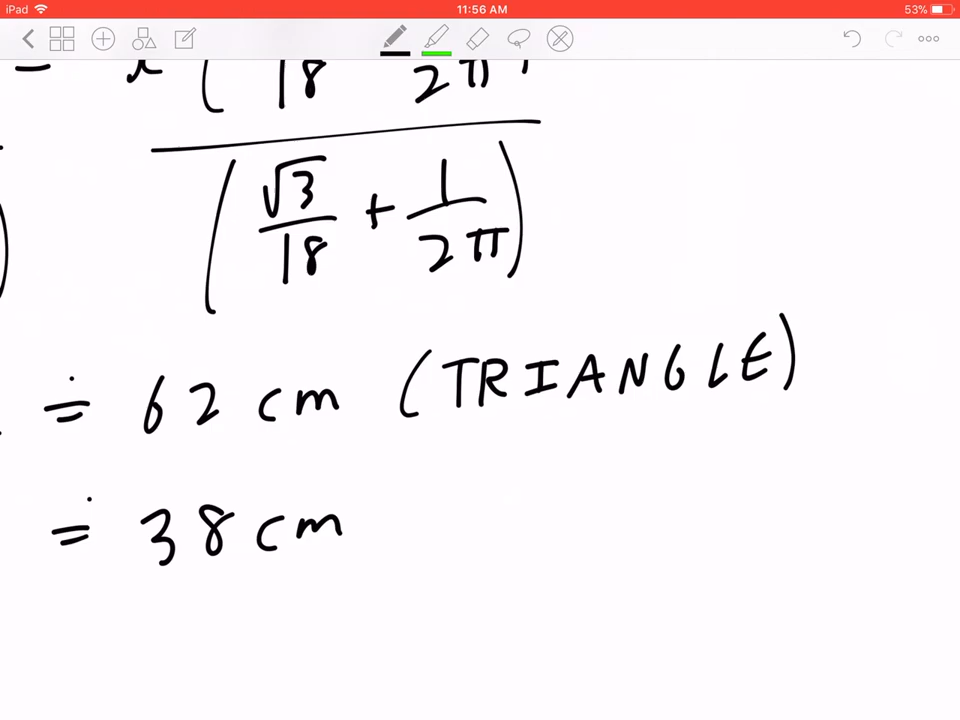 iPad 11:56 AM 53%
( 18 2π
(√3/18 + 1/2π)
≐ 62 cm (TRIANGLE)
≐ 38 cm